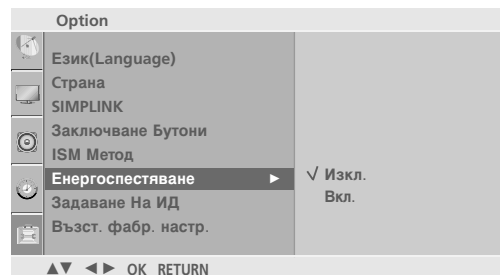 Option
Език(Language)
Страна
SIMPLINK
Заключване Бутони
ISM Метод
Енергоспестяване ►
Задаване На ИД
Възст. фабр. настр.
√ Изкл.
Вкл.
▲▼ ◄► OK RETURN